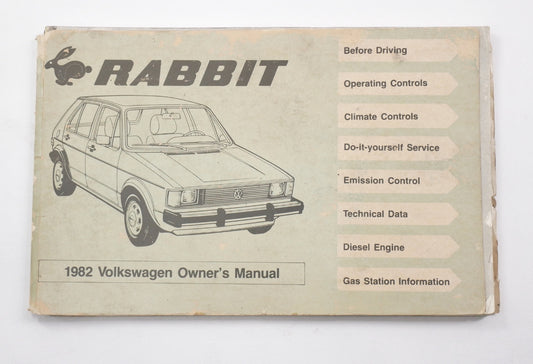 RABBIT
1982 Volkswagen Owner's Manual
Before Driving
Operating Controls
Climate Controls
Do-it-yourself Service
Emission Control
Technical Data
Diesel Engine
Gas Station Information